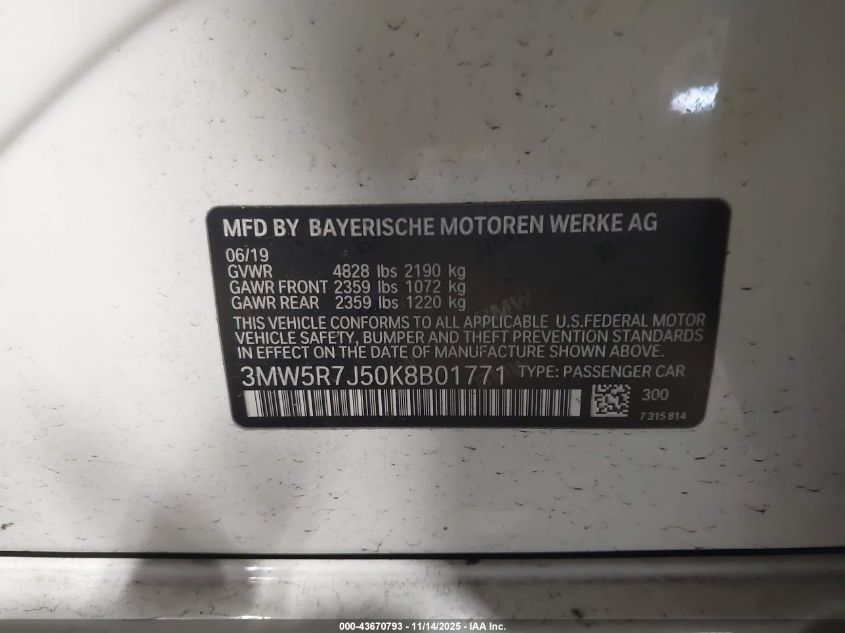 MFD BY BAYERISCHE MOTOREN WERKE AG
06/19
GVWR 4828 lbs 2190 kg
GAWR FRONT 2359 lbs 1072 kg
GAWR REAR 2359 lbs 1220 kg
THIS VEHICLE CONFORMS TO ALL APPLICABLE U.S.FEDERAL MOTOR
VEHICLE SAFETY, BUMPER AND THEFT PREVENTION STANDARDS
IN EFFECT ON THE DATE OF MANUFACTURE SHOWN ABOVE.
3MW5R7J50K8B01771 TYPE: PASSENGER CAR
300
7 315 814
000-43670793 - 11/14/2025 - IAA Inc.